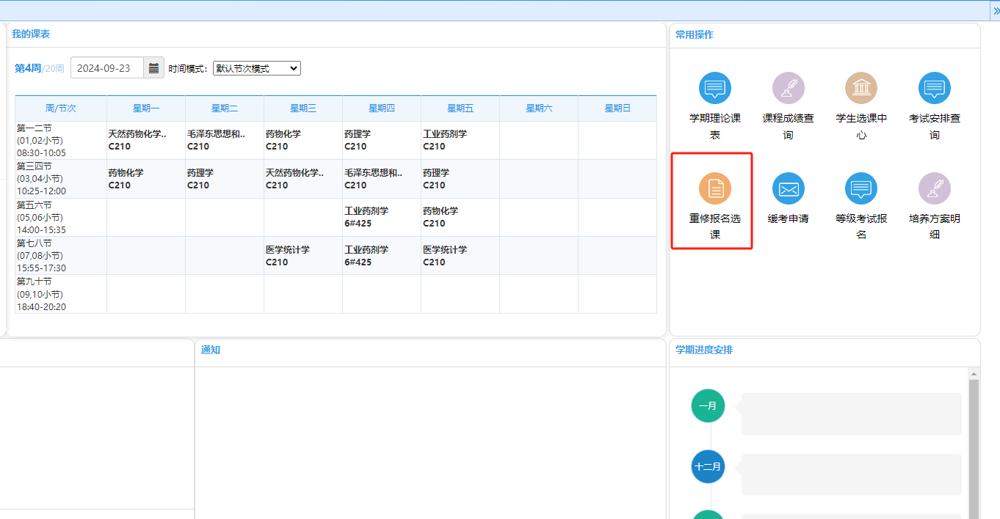 我的课表
第4周/20周 2024-09-23 时间模式: 默认节次模式
周/节次 星期一 星期二 星期三 星期四 星期五 星期六 星期日
第一二节
(01,02小节)
08:30-10:05
天然药物化学..
C210
毛泽东思想和..
C210
药物化学
C210
药理学
C210
工业药剂学
C210
第三四节
(03,04小节)
10:25-12:00
药物化学
C210
药理学
C210
天然药物化学..
C210
毛泽东思想和..
C210
药理学
C210
第五六节
(05,06小节)
14:00-15:35
工业药剂学
6#425
药物化学
C210
第七八节
(07,08小节)
15:55-17:30
医学统计学
C210
工业药剂学
6#425
医学统计学
C210
第九十节
(09,10小节)
18:40-20:20
常用操作
学期理论课
表
课程成绩查
询
学生选课中
心
考试安排查
询
重修报名选
课
缓考申请
等级考试报
名
培养方案明
细
通知
学期进度安排
一月
十二月